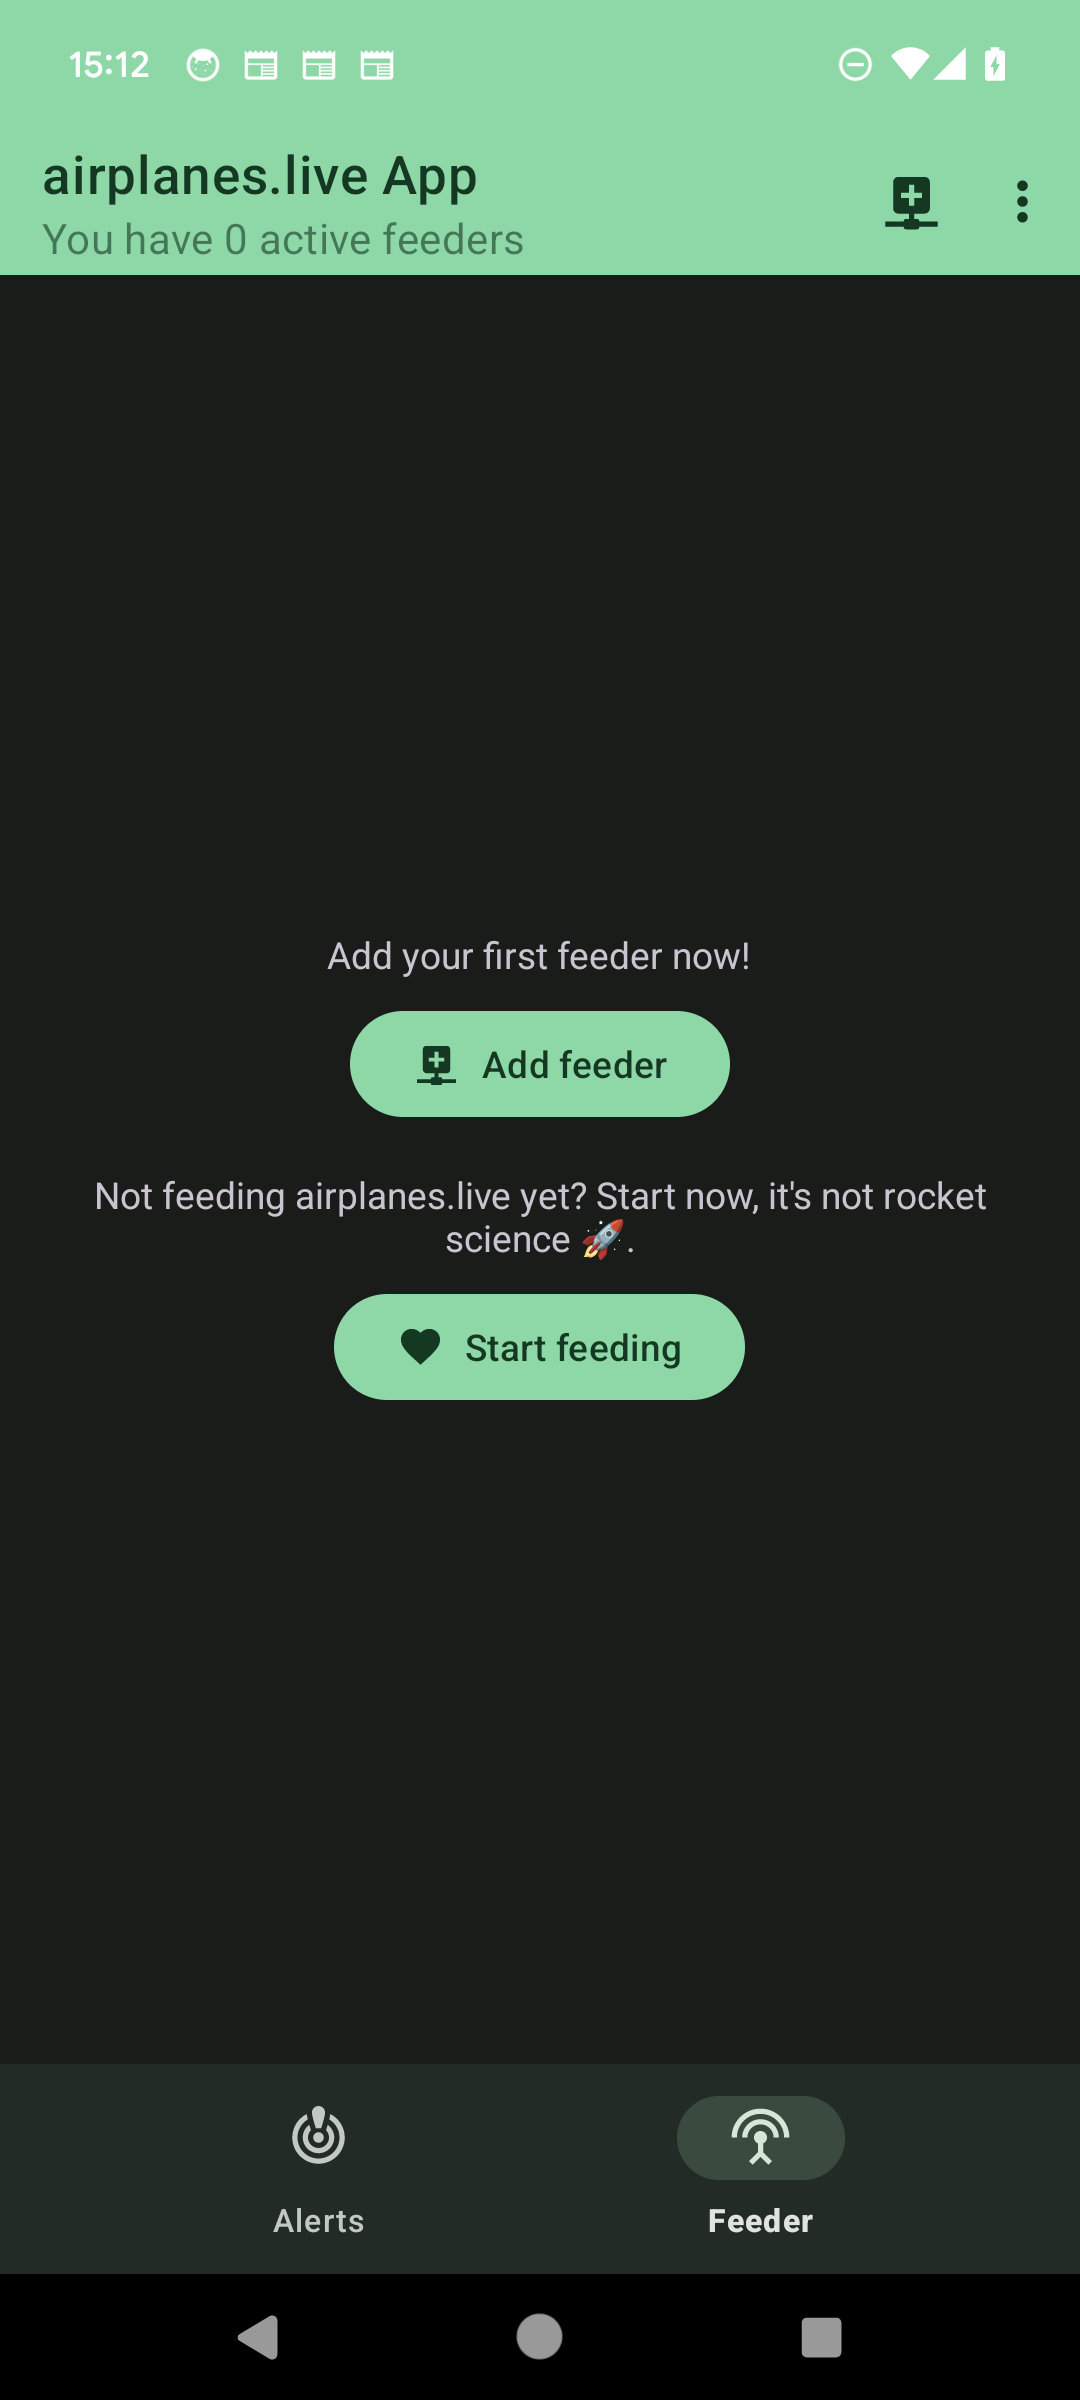 15:12
airplanes.live App
You have 0 active feeders
Add your first feeder now!
Add feeder
Not feeding airplanes.live yet? Start now, it's not rocket
science 🚀.
Start feeding
Alerts
Feeder